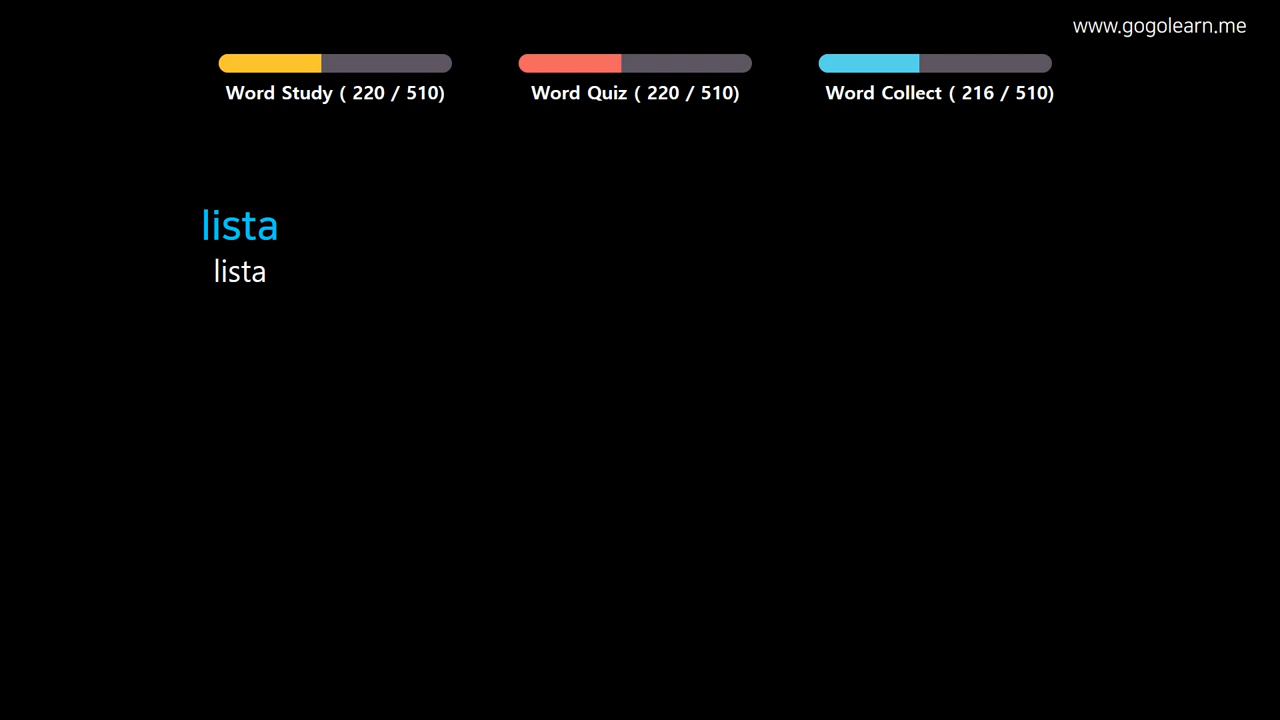 www.gogolearn.me
Word Study ( 220 / 510)
Word Quiz ( 220 / 510)
Word Collect ( 216 / 510)
lista
lista